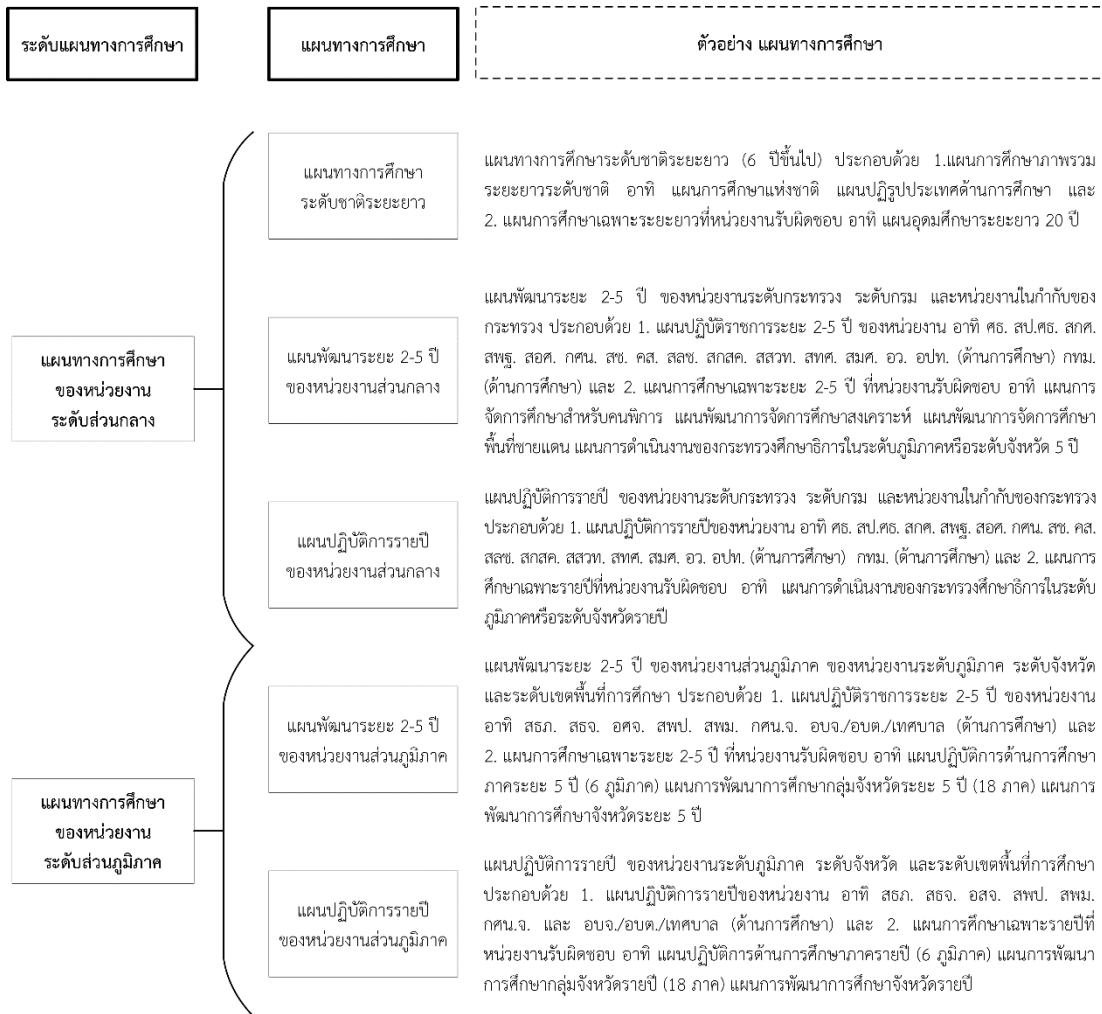 ระดับแผนทางการศึกษา
แผนทางการศึกษา
ตัวอย่าง แผนทางการศึกษา
แผนทางการศึกษา
ของหน่วยงาน
ระดับส่วนกลาง
แผนทางการศึกษา
ระดับชาติระยะยาว
แผนทางการศึกษาระดับชาติระยะยาว (6 ปีขึ้นไป) ประกอบด้วย 1.แผนการศึกษาภาพรวม
ระยะยาวระดับชาติ อาทิ แผนการศึกษาแห่งชาติ แผนปฏิรูปประเทศด้านการศึกษา และ
2. แผนการศึกษาเฉพาะระยะยาวที่หน่วยงานรับผิดชอบ อาทิ แผนอุดมศึกษาระยะยาว 20 ปี
แผนพัฒนาระยะ 2-5 ปี
ของหน่วยงานส่วนกลาง
แผนพัฒนาระยะ 2-5 ปี ของหน่วยงานระดับกระทรวง ระดับกรม และหน่วยงานในกำกับของ
กระทรวง ประกอบด้วย 1. แผนปฏิบัติราชการระยะ 2-5 ปี ของหน่วยงาน อาทิ ศธ. สป.ศธ. สกศ.
สพฐ. สอศ. กศน. สช. คส. สลช. สกสค. สสวท. สทศ. สมศ. อว. อปท. (ด้านการศึกษา) กทม.
(ด้านการศึกษา) และ 2. แผนการศึกษาเฉพาะระยะ 2-5 ปี ที่หน่วยงานรับผิดชอบ อาทิ แผนการ
จัดการศึกษาสำหรับคนพิการ แผนพัฒนาการจัดการศึกษาสงเคราะห์ แผนพัฒนาการจัดการศึกษา
พื้นที่ชายแดน แผนการดำเนินงานของกระทรวงศึกษาธิการในระดับภูมิภาคหรือระดับจังหวัด 5 ปี
แผนปฏิบัติการรายปี
ของหน่วยงานส่วนกลาง
แผนปฏิบัติการรายปี ของหน่วยงานระดับกระทรวง ระดับกรม และหน่วยงานในกำกับของกระทรวง
ประกอบด้วย 1. แผนปฏิบัติการรายปีของหน่วยงาน อาทิ ศธ. สป.ศธ. สกศ. สพฐ. สอศ. กศน. สช. คส.
สลช. สกสค. สสวท. สทศ. สมศ. อว. อปท. (ด้านการศึกษา) กทม. (ด้านการศึกษา) และ 2. แผนการ
ศึกษาเฉพาะรายปีที่หน่วยงานรับผิดชอบ อาทิ แผนการดำเนินงานของกระทรวงศึกษาธิการในระดับ
ภูมิภาคหรือระดับจังหวัดรายปี
แผนทางการศึกษา
ของหน่วยงาน
ระดับส่วนภูมิภาค
แผนพัฒนาระยะ 2-5 ปี
ของหน่วยงานส่วนภูมิภาค
แผนพัฒนาระยะ 2-5 ปี ของหน่วยงานส่วนภูมิภาค ของหน่วยงานระดับภูมิภาค ระดับจังหวัด
และระดับเขตพื้นที่การศึกษา ประกอบด้วย 1. แผนปฏิบัติราชการระยะ 2-5 ปี ของหน่วยงาน
อาทิ สธภ. สธจ. อศจ. สพป. สพม. กศน.จ. อบจ./อบต./เทศบาล (ด้านการศึกษา) และ
2. แผนการศึกษาเฉพาะระยะ 2-5 ปี ที่หน่วยงานรับผิดชอบ อาทิ แผนปฏิบัติการด้านการศึกษา
ภาคระยะ 5 ปี (6 ภูมิภาค) แผนการพัฒนาการศึกษากลุ่มจังหวัดระยะ 5 ปี (18 ภาค) แผนการ
พัฒนาการศึกษาจังหวัดระยะ 5 ปี
แผนปฏิบัติการรายปี
ของหน่วยงานส่วนภูมิภาค
แผนปฏิบัติการรายปี ของหน่วยงานระดับภูมิภาค ระดับจังหวัด และระดับเขตพื้นที่การศึกษา
ประกอบด้วย 1. แผนปฏิบัติการรายปีของหน่วยงาน อาทิ สธภ. สธจ. อสจ. สพป. สพม.
กศน.จ. และ อบจ./อบต./เทศบาล (ด้านการศึกษา) และ 2. แผนการศึกษาเฉพาะรายปีที่
หน่วยงานรับผิดชอบ อาทิ แผนปฏิบัติการด้านการศึกษาภาครายปี (6 ภูมิภาค) แผนการพัฒนา
การศึกษากลุ่มจังหวัดรายปี (18 ภาค) แผนการพัฒนาการศึกษาจังหวัดรายปี